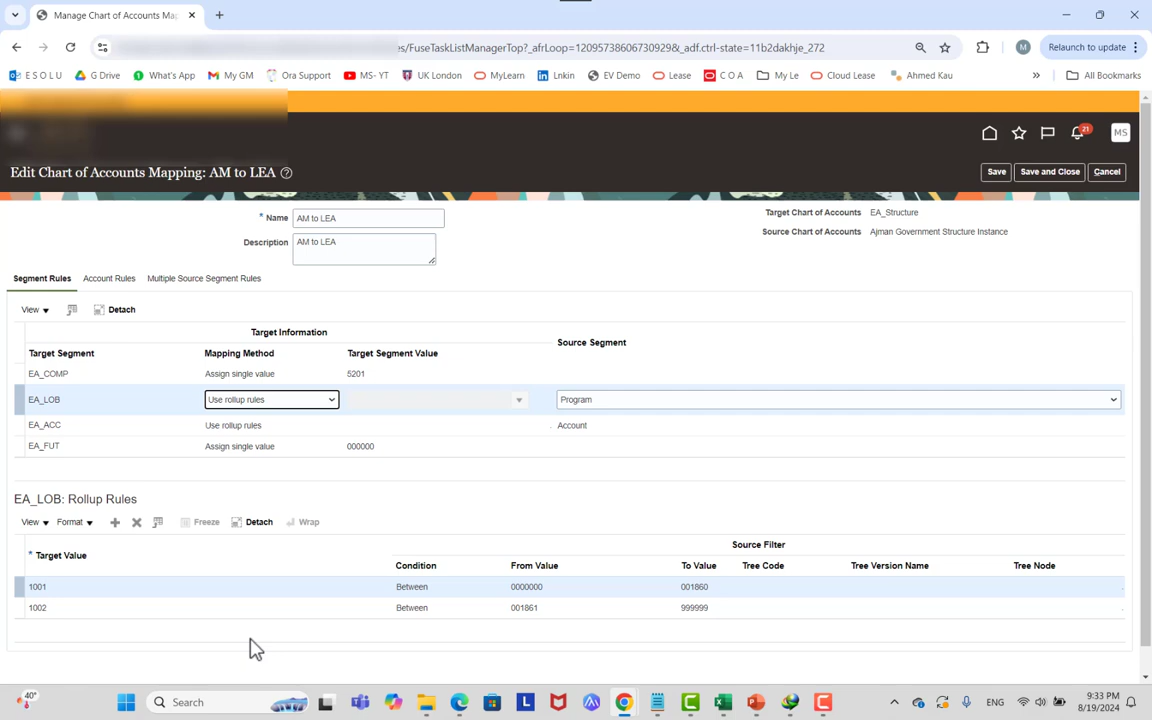 Manage Chart of Accounts Map
es/FuseTaskListManagerTop?_afrLoop=12095738606730929&_adf.ctrl-state=11b2dakhje_272
M
Relaunch to update
E S O L U
G Drive
What's App
My GM
Ora Support
MS- YT
UK London
MyLearn
Lnkin
EV Demo
Lease
C O A
My Le
Cloud Lease
Ahmed Kau
»
All Bookmarks
21
MS
Edit Chart of Accounts Mapping: AM to LEA
Save
Save and Close
Cancel
* Name AM to LEA
Target Chart of Accounts EA_Structure
Source Chart of Accounts Ajman Government Structure Instance
Description AM to LEA
Segment Rules Account Rules Multiple Source Segment Rules
View Detach
Target Information
Source Segment
Target Segment Mapping Method Target Segment Value
EA_COMP Assign single value 5201
EA_LOB Use rollup rules Program
EA_ACC Use rollup rules Account
EA_FUT Assign single value 000000
EA_LOB: Rollup Rules
View Format Freeze Detach Wrap
Source Filter
* Target Value
Condition From Value To Value Tree Code Tree Version Name Tree Node
1001 Between 0000000 001860
1002 Between 001861 999999
40°
Search
ENG
9:33 PM
8/19/2024